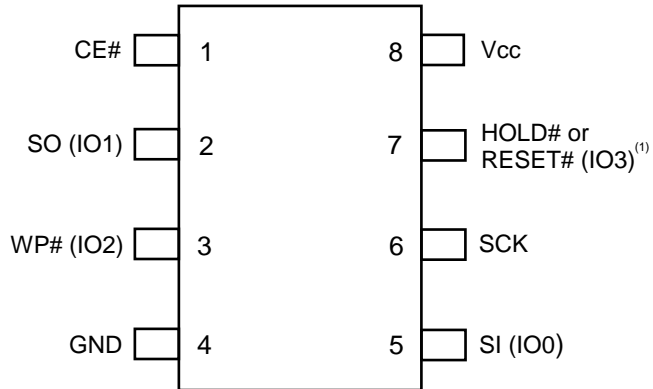 CE# 1 8 Vcc
SO (IO1) 2 7 HOLD# or
RESET# (IO3)(1)
WP# (IO2) 3 6 SCK
GND 4 5 SI (IO0)